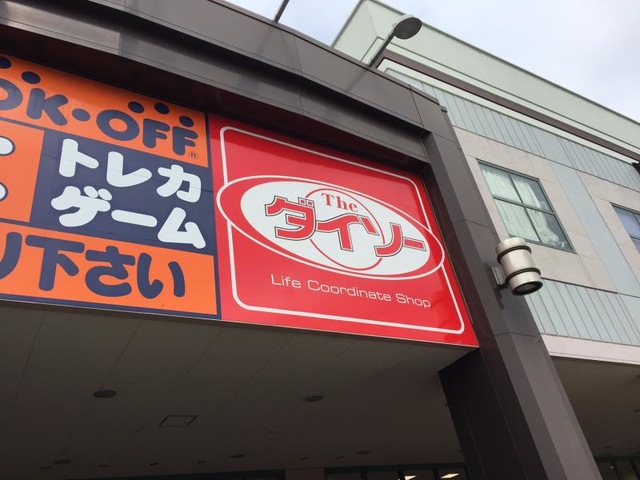 OK・OFF®
トレカ
ゲーム
下さい
The
ダイソー
Life Coordinate Shop